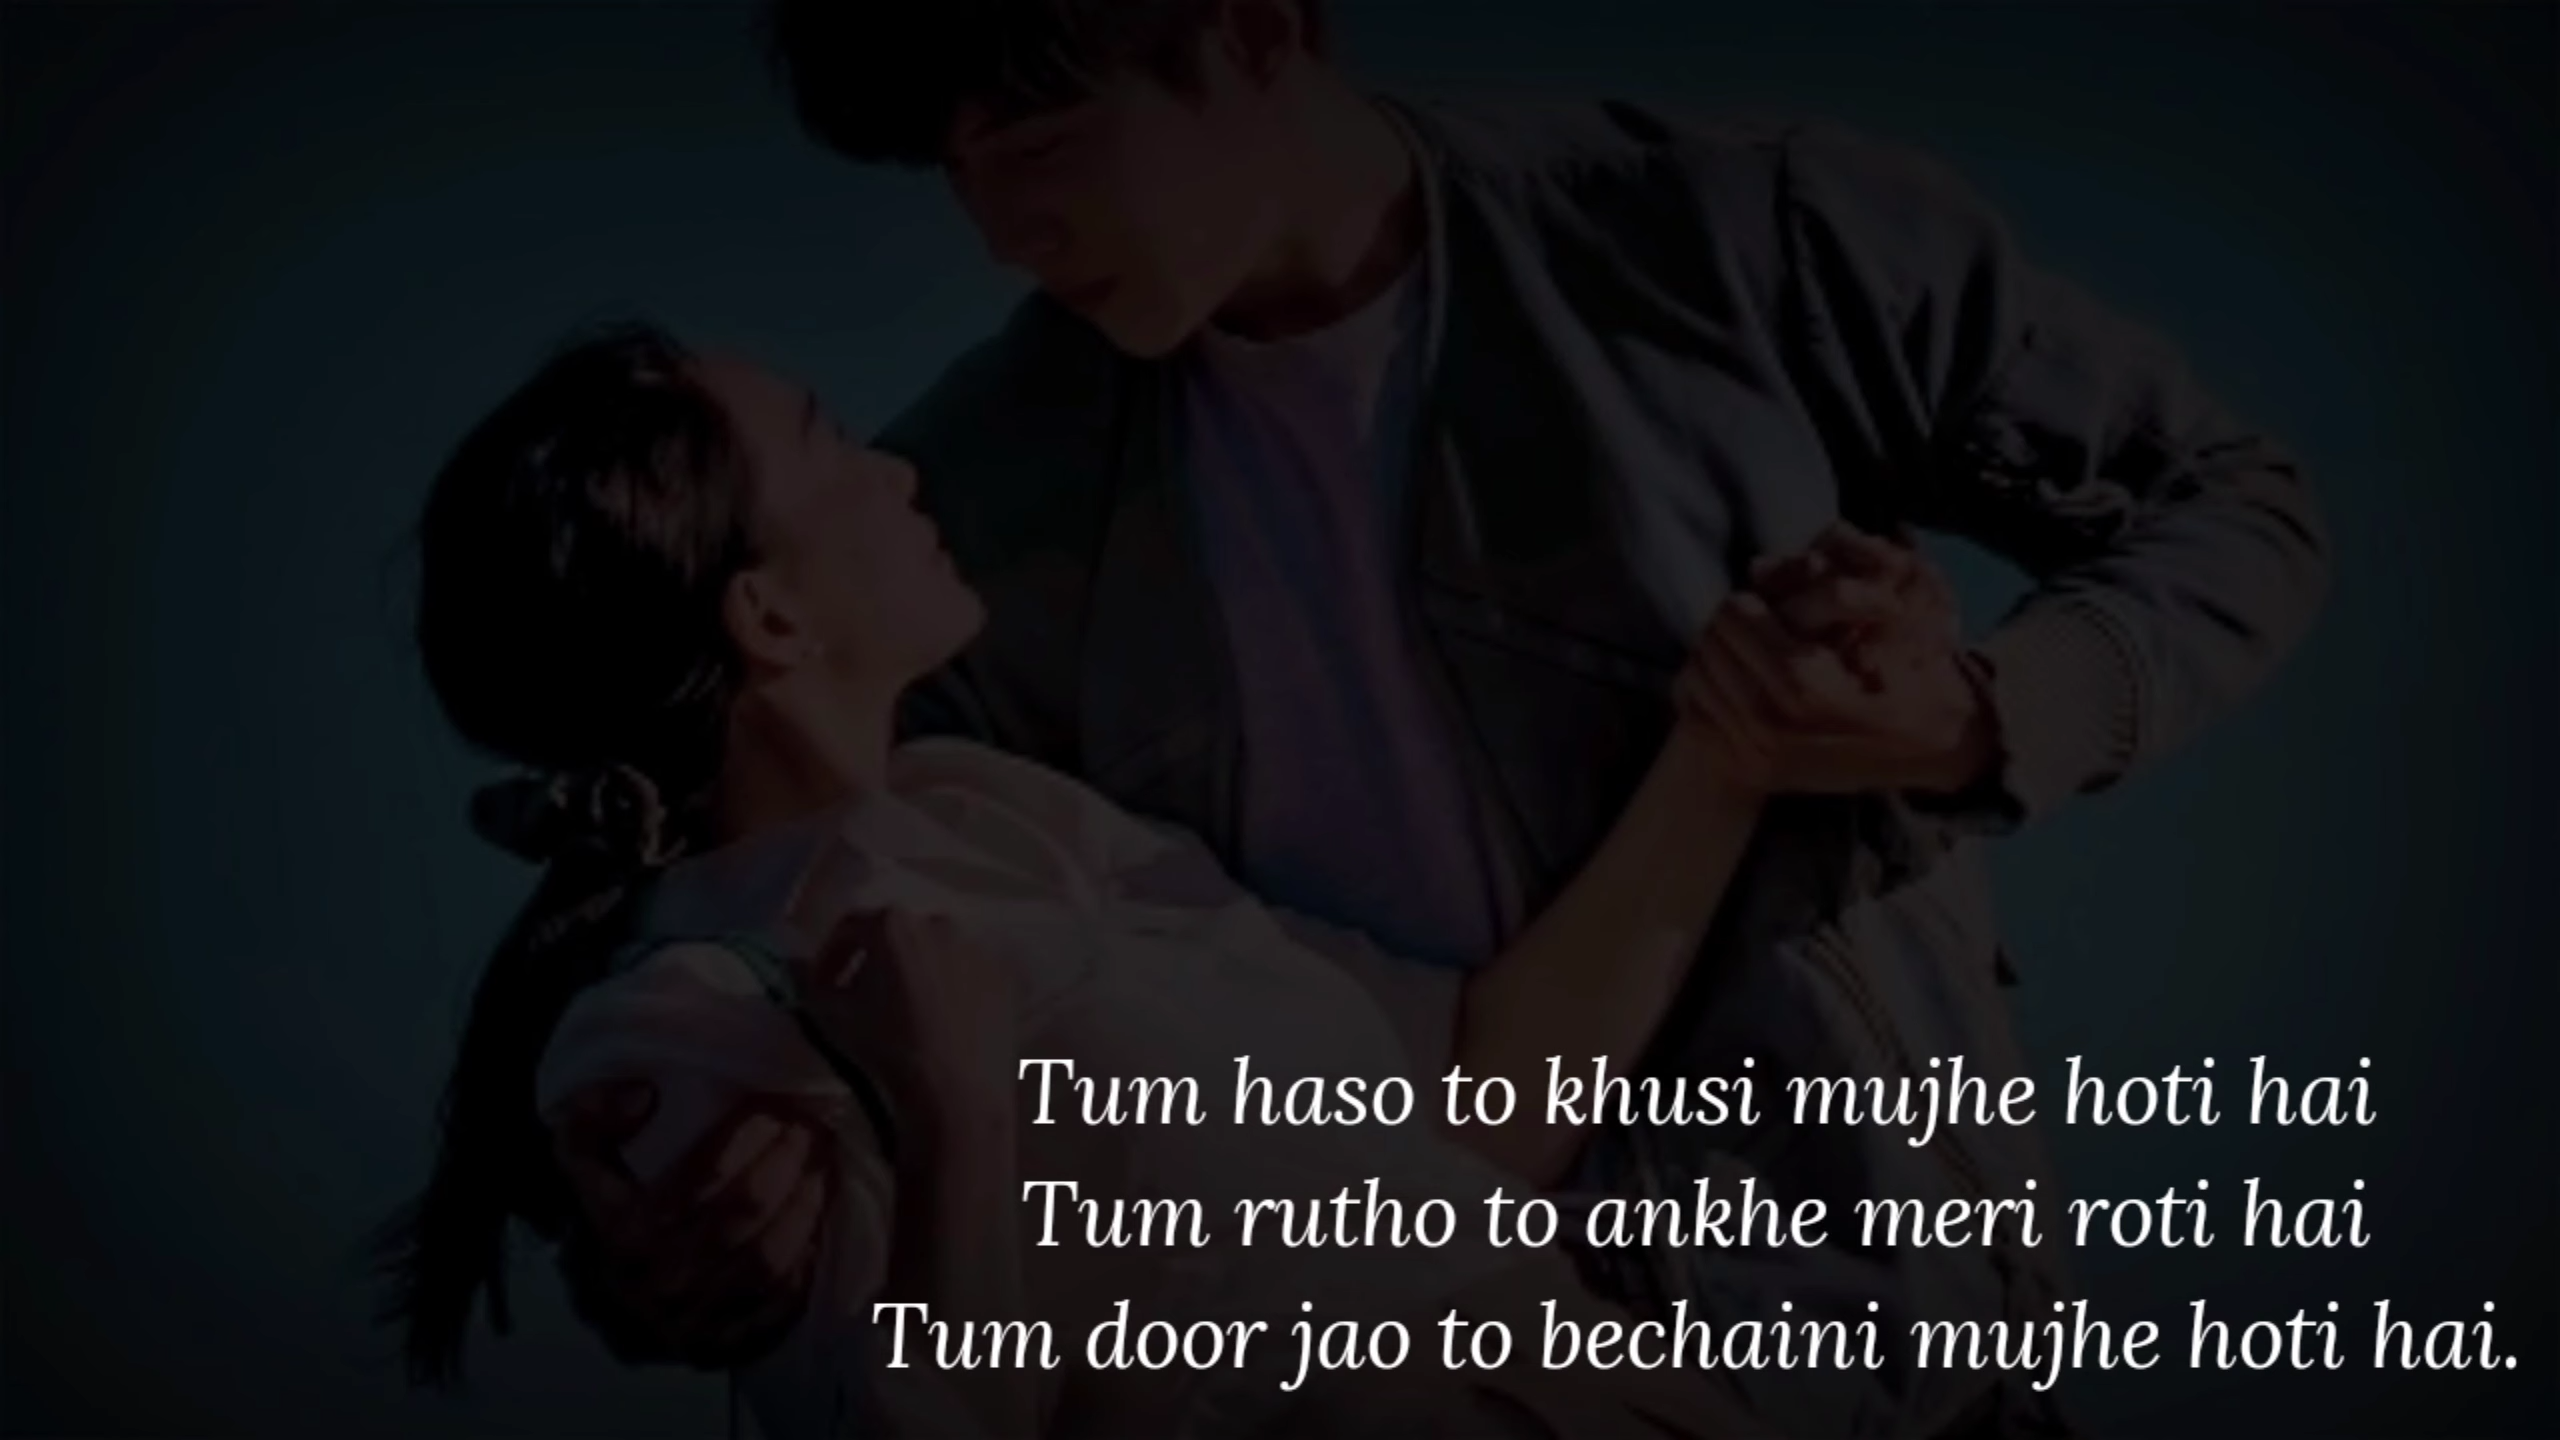 Tum haso to khusi mujhe hoti hai
Tum rutho to ankhe meri roti hai
Tum door jao to bechaini mujhe hoti hai.